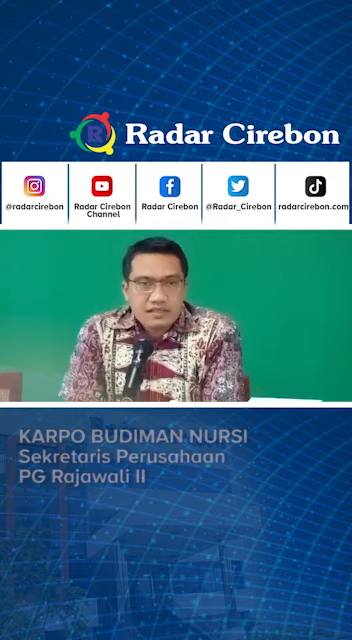 R Radar Cirebon
@radarcirebon
Radar Cirebon Channel
Radar Cirebon
@Radar_Cirebon
radarcirebon.com
KARPO BUDIMAN NURSI
Sekretaris Perusahaan
PG Rajawali II